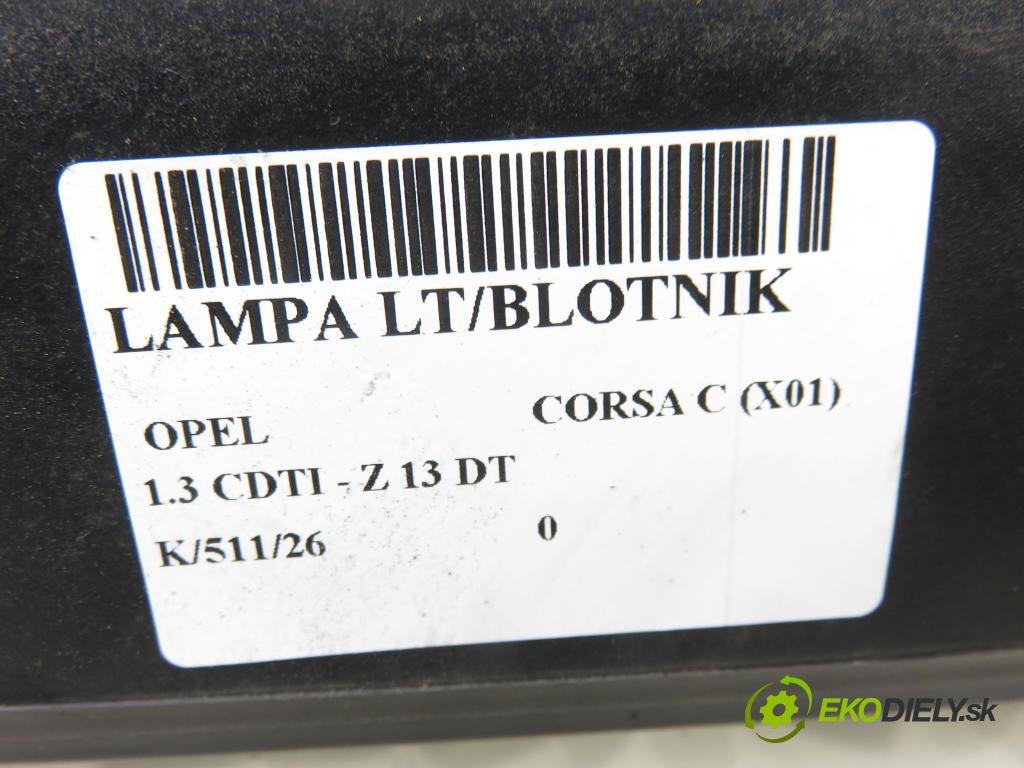 LAMPA LT/BLOTNIK
OPEL CORSA C (X01)
1.3 CDTI - Z 13 DT
K/511/26 0
EKODIELY.sk